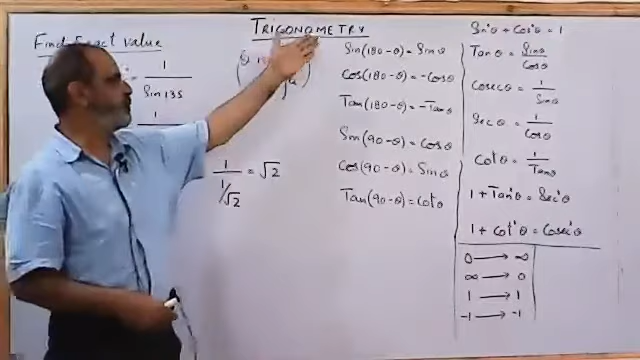 TRIGONOMETRY
Find Exact value
= 1
Sin 135
1
1
1/√2
= √2
Sin(180-θ) = Sinθ
Cos(180-θ) = -Cosθ
Tan(180-θ) = -Tanθ
Sin(90-θ) = Cosθ
Cos(90-θ) = Sinθ
Tan(90-θ) = Cotθ
Sin²θ + Cos²θ = 1
Tanθ = Sinθ/Cosθ
Cosecθ = 1/Sinθ
Secθ = 1/Cosθ
Cotθ = 1/Tanθ
1 + Tan²θ = Sec²θ
1 + Cot²θ = Cosec²θ
0 → ∞
∞ → 0
1 → 1
-1 → -1